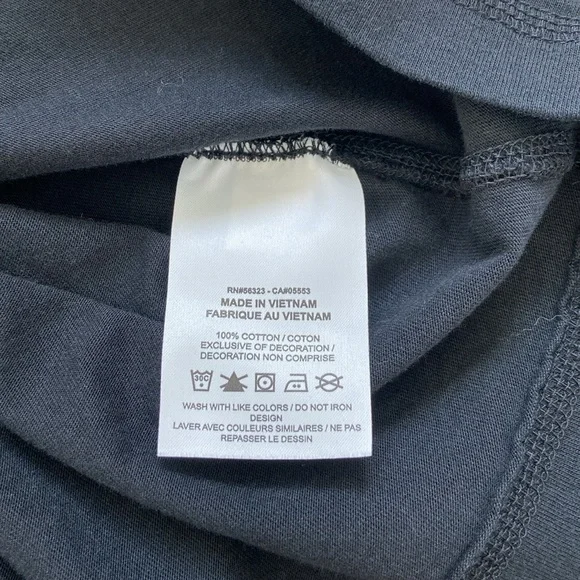 RN#56323 - CA#05553
MADE IN VIETNAM
FABRIQUE AU VIETNAM
100% COTTON / COTON
EXCLUSIVE OF DECORATION /
DECORATION NON COMPRISE
30C
WASH WITH LIKE COLORS / DO NOT IRON
DESIGN
LAVER AVEC COULEURS SIMILAIRES / NE PAS
REPASSER LE DESSIN